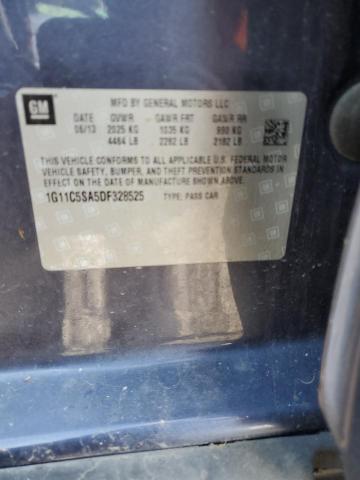 GM
MFD BY GENERAL MOTORS LLC
DATE GVWR GAWR FRT GAWR RR
06/13 2025 KG 1035 KG 990 KG
4464 LB 2282 LB 2182 LB
THIS VEHICLE CONFORMS TO ALL APPLICABLE U.S. FEDERAL MOTOR
VEHICLE SAFETY, BUMPER, AND THEFT PREVENTION STANDARDS IN
EFFECT ON THE DATE OF MANUFACTURE SHOWN ABOVE.
1G11C5SA5DF328525 TYPE: PASS CAR